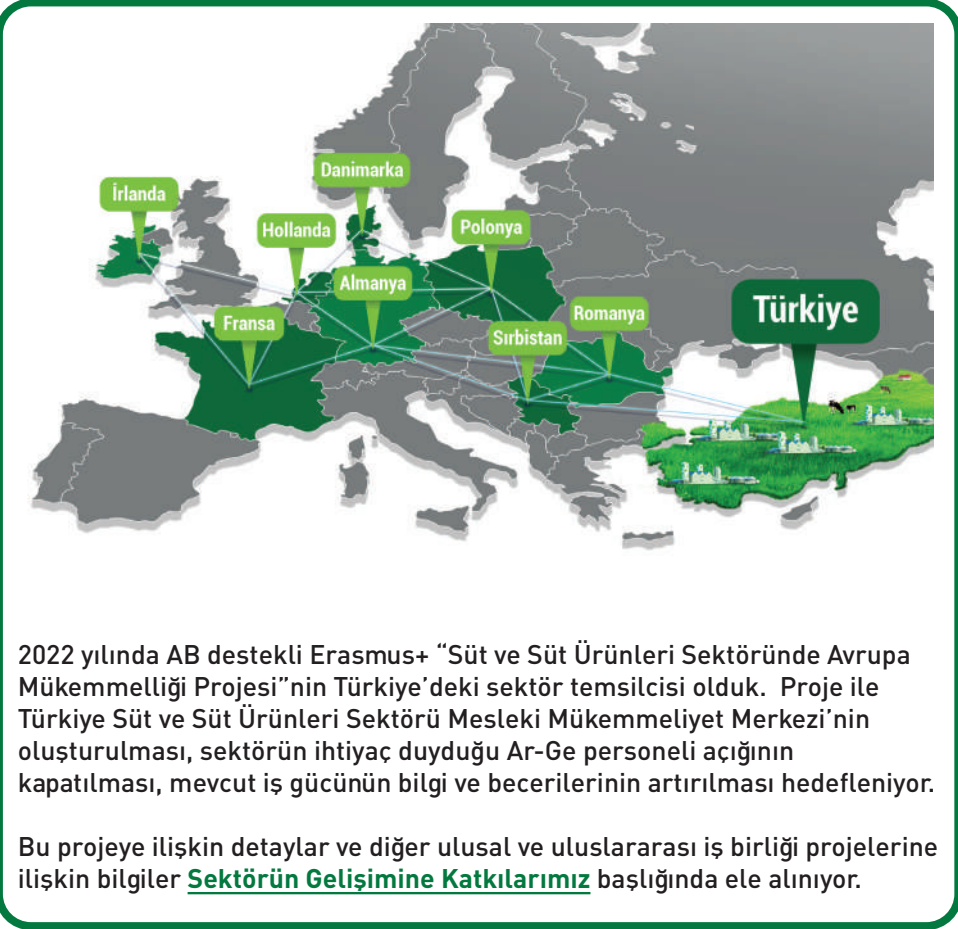 Danimarka
İrlanda
Hollanda
Polonya
Almanya
Türkiye
Fransa
Romanya
Sırbistan
2022 yılında AB destekli Erasmus+ “Süt ve Süt Ürünleri Sektöründe Avrupa
Mükemmelliği Projesi”nin Türkiye’deki sektör temsilcisi olduk. Proje ile
Türkiye Süt ve Süt Ürünleri Sektörü Mesleki Mükemmeliyet Merkezi’nin
oluşturulması, sektörün ihtiyaç duyduğu Ar-Ge personeli açığının
kapatılması, mevcut iş gücünün bilgi ve becerilerinin artırılması hedefleniyor.
Bu projeye ilişkin detaylar ve diğer ulusal ve uluslararası iş birliği projelerine
ilişkin bilgiler Sektörün Gelişimine Katkılarımız başlığında ele alınıyor.